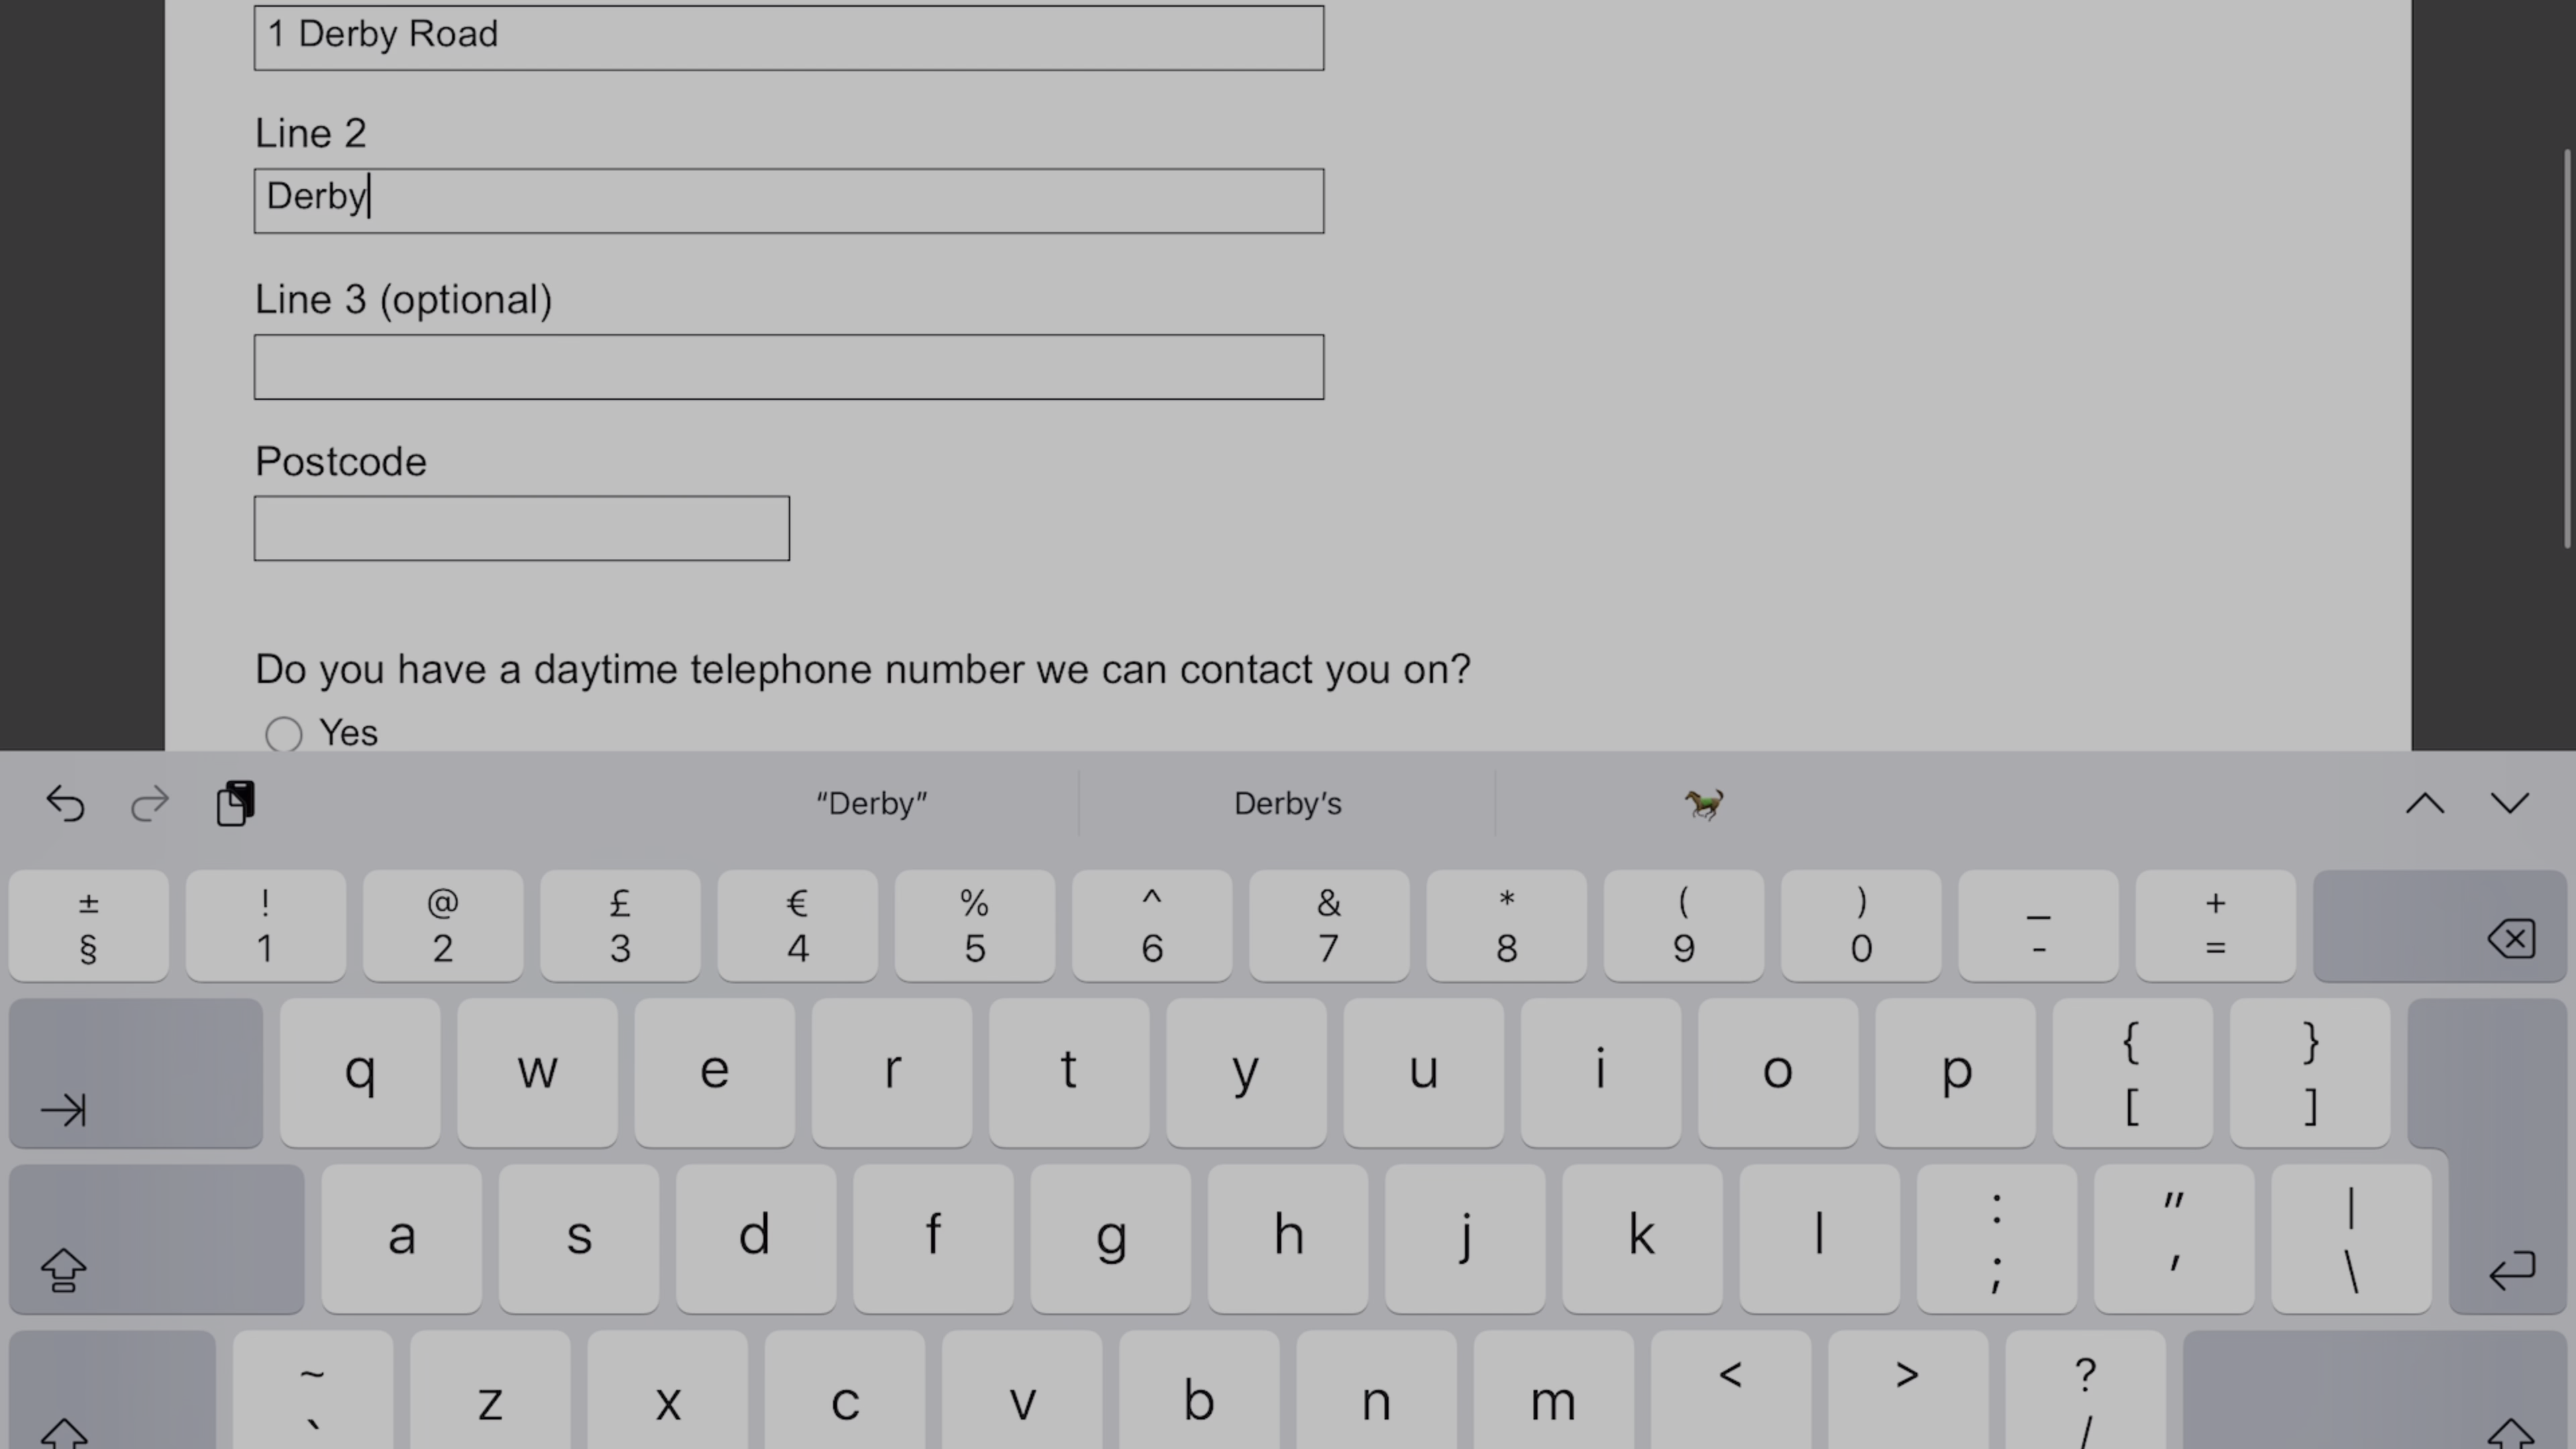 1 Derby Road
Line 2
Derby
Line 3 (optional)
Postcode
Do you have a daytime telephone number we can contact you on?
Yes
“Derby” Derby’s
± ! @ £ € % ^ & * ( ) _ +
§ 1 2 3 4 5 6 7 8 9 0 - =
q w e r t y u i o p { }
[ ]
a s d f g h j k l : " |
; ' \
~ z x c v b n m < > ?
` /